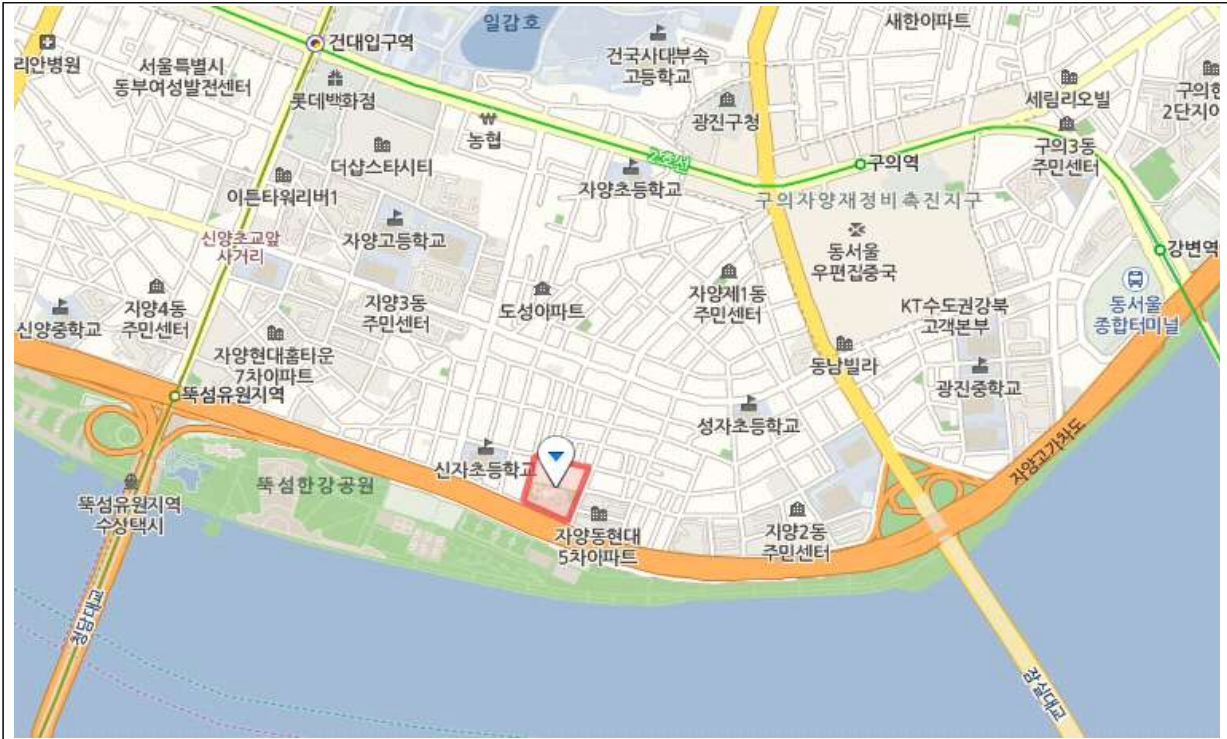 일감호
새한아파트
건대입구역
건국사대부속
고등학교
리안병원
서울특별시
동부여성발전센터
롯데백화점
세림리오빌
2단지
농협
광진구청
구의3동
주민센터
더샵스타시티
2호선
구의역
이튼타워리버1
자양초등학교
구의자양재정비촉진지구
신양초교앞
사거리
자양고등학교
동서울
우편집중국
강변역
자양4동
주민센터
자양3동
주민센터
도성아파트
자양제1동
주민센터
KT수도권강북
고객본부
동서울
종합터미널
신양중학교
자양현대홈타운
7차이파트
동남빌라
광진중학교
뚝섬유원지역
성자초등학교
신자초등학교
자양고가차도
뚝섬한강공원
뚝섬유원지역
수상택시
자양동현대
5차이파트
자양2동
주민센터
청담대교
잠실대교